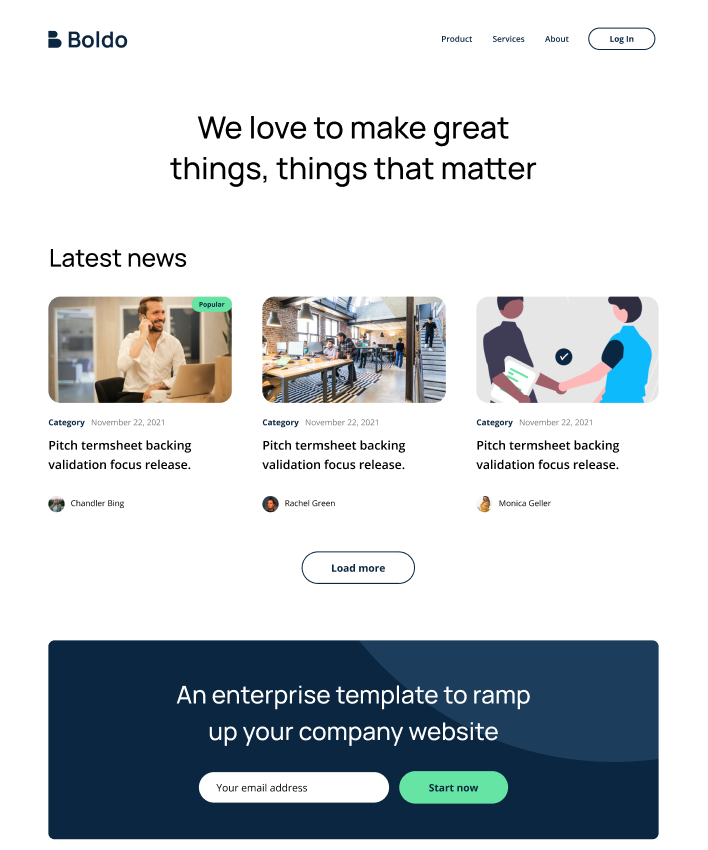 Boldo
Product Services About Log In
We love to make great
things, things that matter
Latest news
Popular
Category November 22, 2021
Pitch termsheet backing
validation focus release.
Chandler Bing
Category November 22, 2021
Pitch termsheet backing
validation focus release.
Rachel Green
Category November 22, 2021
Pitch termsheet backing
validation focus release.
Monica Geller
Load more
An enterprise template to ramp
up your company website
Your email address Start now